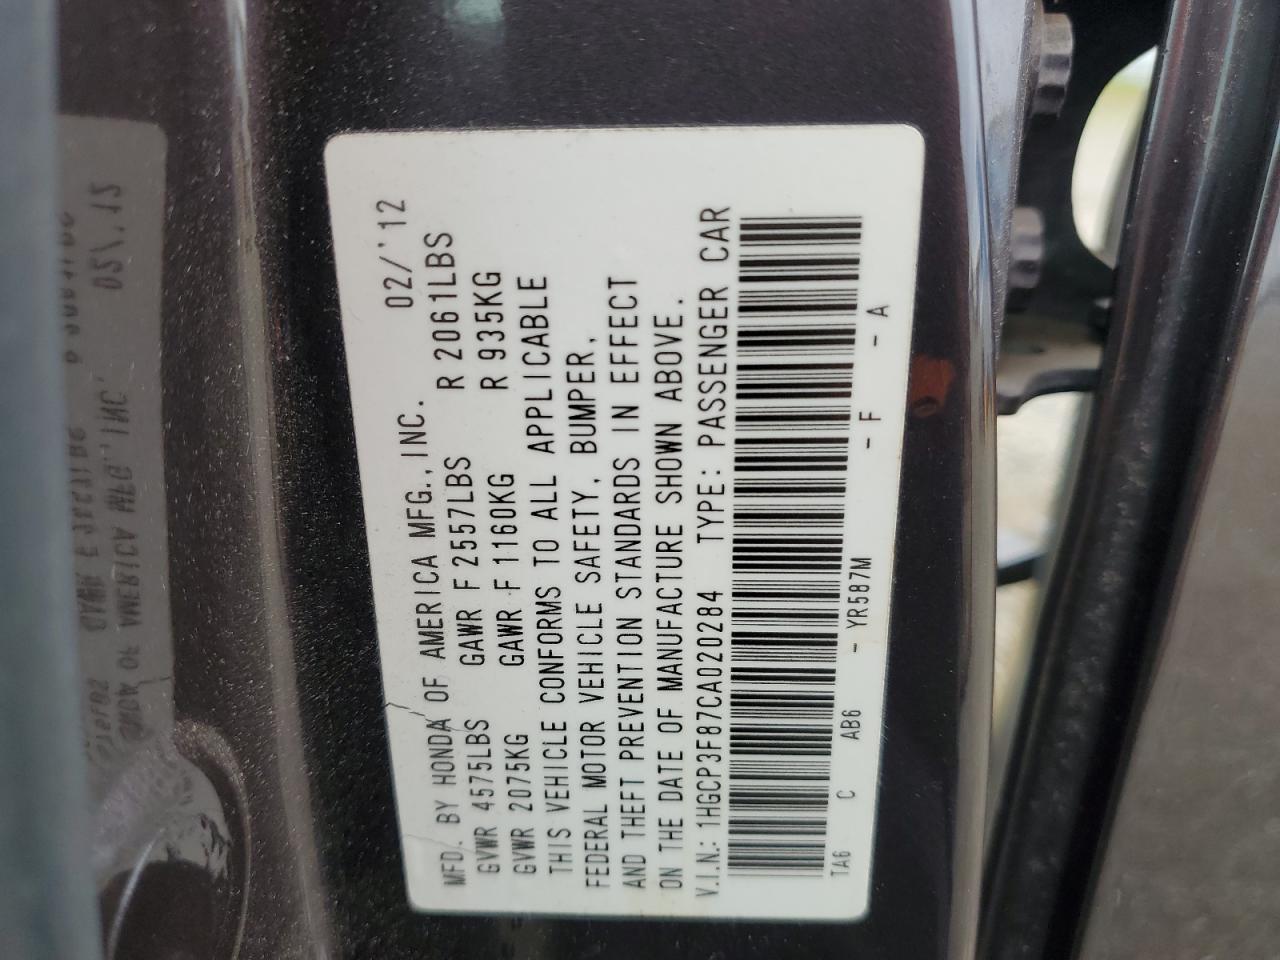 MFD. BY HONDA OF AMERICA MFG.,INC. 02/'12
GVWR 4575LBS GAWR F 2557LBS R 2061LBS
GVWR 2075KG GAWR F 1160KG R 935KG
THIS VEHICLE CONFORMS TO ALL APPLICABLE
FEDERAL MOTOR VEHICLE SAFETY, BUMPER,
AND THEFT PREVENTION STANDARDS IN EFFECT
ON THE DATE OF MANUFACTURE SHOWN ABOVE.
V.I.N.: 1HGCP3F87CA020284 TYPE: PASSENGER CAR
TA6 C AB6 - YR587M - F - A